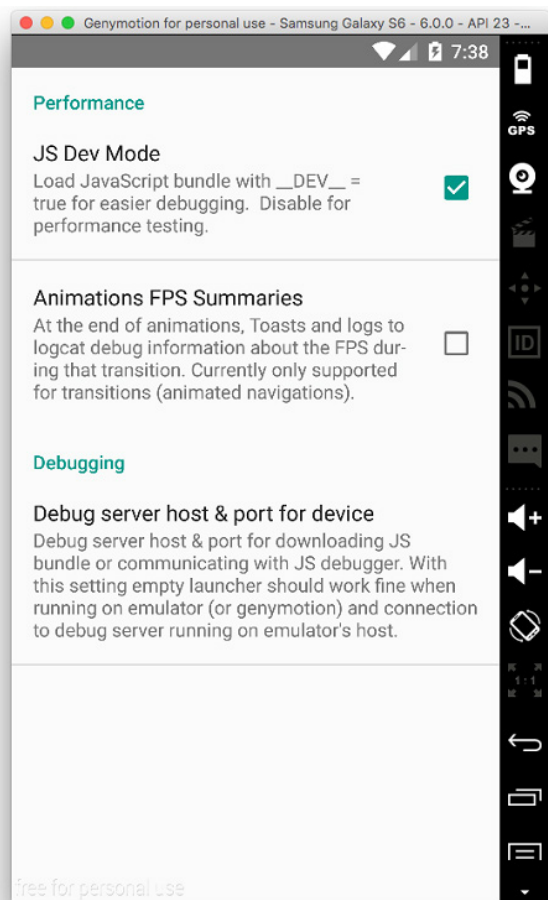 Genymotion for personal use - Samsung Galaxy S6 - 6.0.0 - API 23 -...
7:38
GPS
Performance
JS Dev Mode
Load JavaScript bundle with __DEV__ =
true for easier debugging.  Disable for
performance testing.
Animations FPS Summaries
At the end of animations, Toasts and logs to
logcat debug information about the FPS dur-
ing that transition. Currently only supported
for transitions (animated navigations).
ID
Debugging
Debug server host & port for device
Debug server host & port for downloading JS
bundle or communicating with JS debugger. With
this setting empty launcher should work fine when
running on emulator (or genymotion) and connection
to debug server running on emulator's host.
1:1
free for personal use